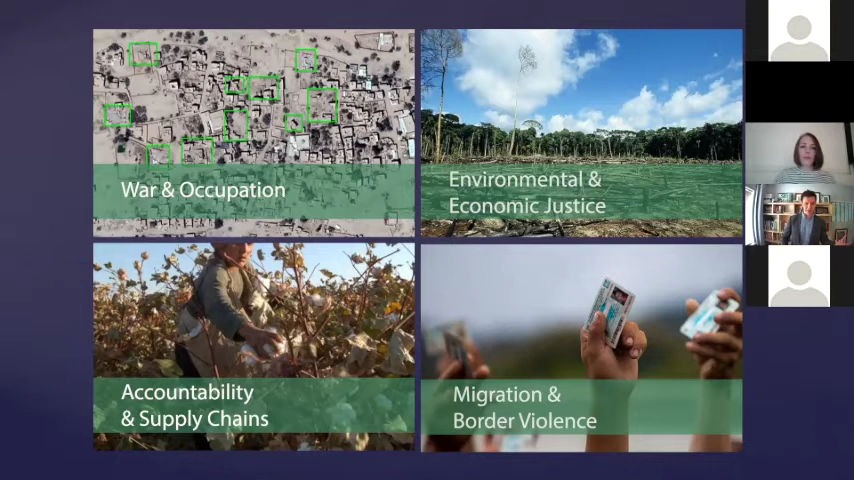 War & Occupation
Environmental &
Economic Justice
Accountability
& Supply Chains
Migration &
Border Violence